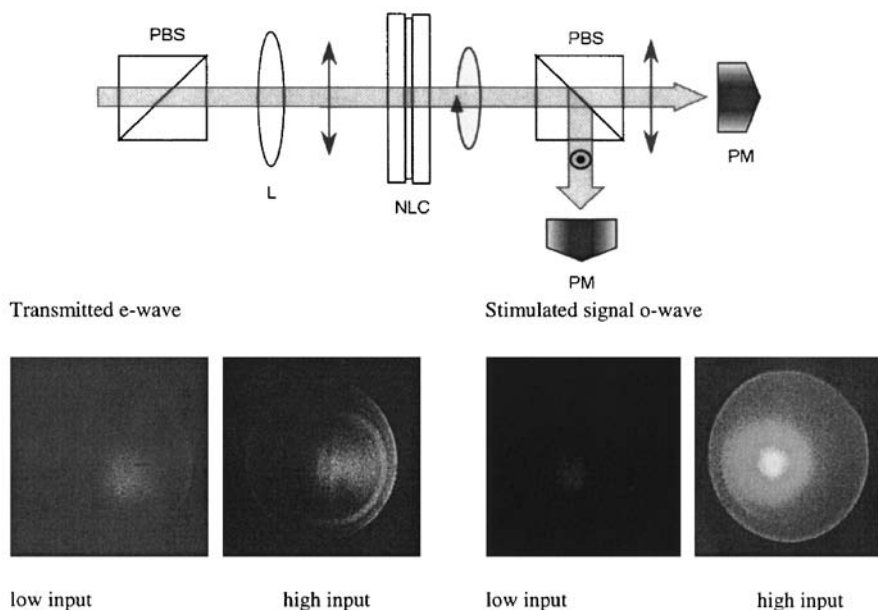 PBS
PBS
L
NLC
PM
PM
Transmitted e-wave
Stimulated signal o-wave
low input
high input
low input
high input